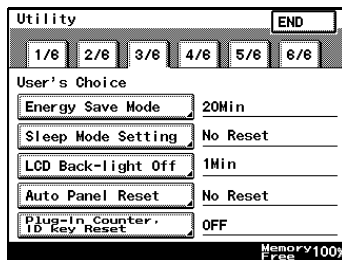 Utility END
1/6 2/6 3/6 4/6 5/6 6/6
User's Choice
Energy Save Mode 20Min
Sleep Mode Setting No Reset
LCD Back-light Off 1Min
Auto Panel Reset No Reset
Plug-In Counter,
ID key Reset OFF
Memory
Free 100%